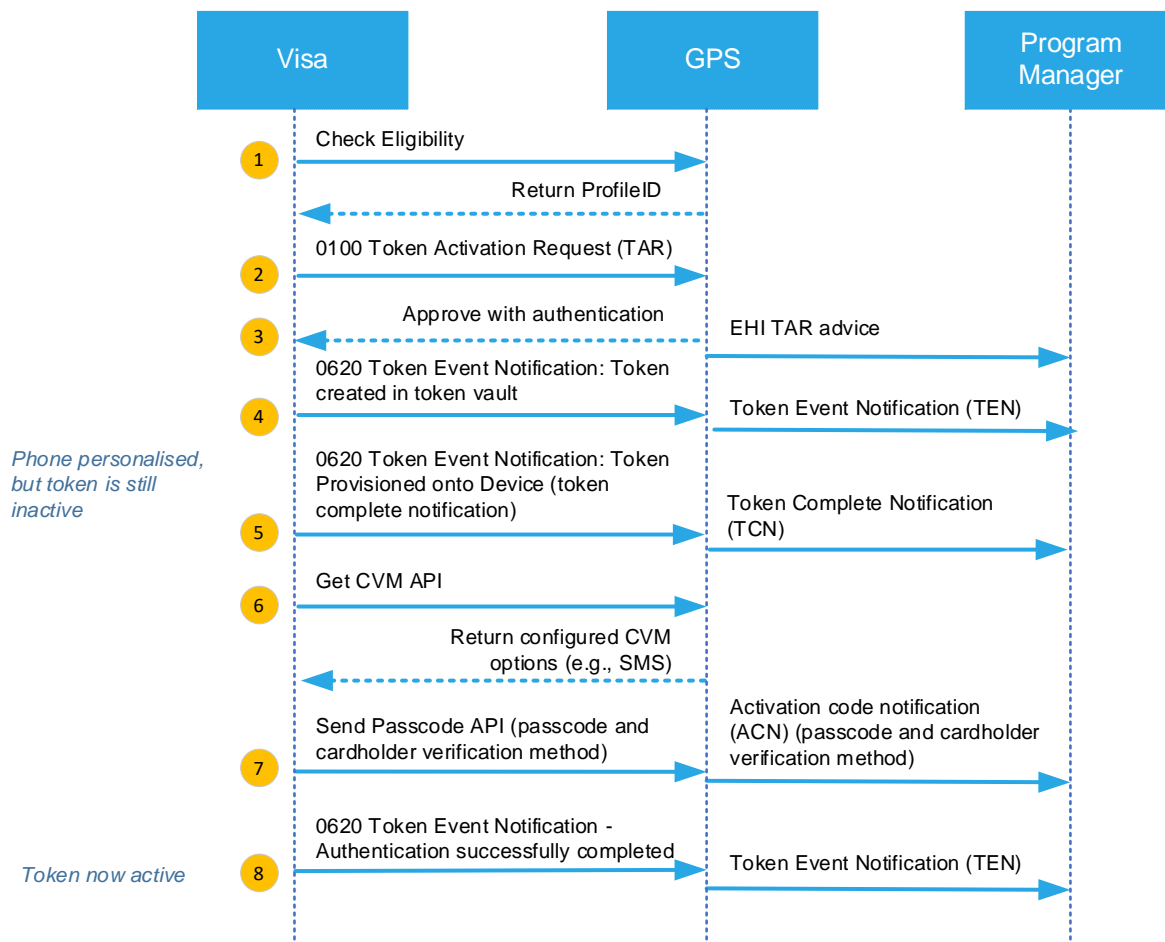 Visa
GPS
Program
Manager
Check Eligibility
1
Return ProfileID
0100 Token Activation Request (TAR)
2
Approve with authentication
3
EHI TAR advice
0620 Token Event Notification: Token
created in token vault
4
Token Event Notification (TEN)
Phone personalised,
but token is still
inactive
0620 Token Event Notification: Token
Provisioned onto Device (token
complete notification)
5
Token Complete Notification
(TCN)
Get CVM API
6
Return configured CVM
options (e.g., SMS)
Send Passcode API (passcode and
cardholder verification method)
7
Activation code notification
(ACN) (passcode and cardholder
verification method)
0620 Token Event Notification -
Authentication successfully completed
Token now active
8
Token Event Notification (TEN)